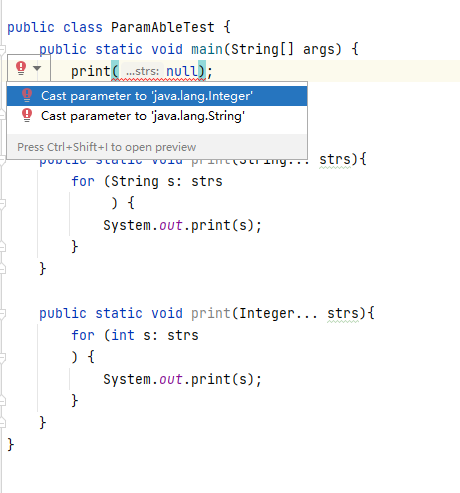 public class ParamAbleTest {
public static void main(String[] args) {
print( ...strs: null);
Cast parameter to 'java.lang.Integer'
Cast parameter to 'java.lang.String'
Press Ctrl+Shift+I to open preview
public static void print(String... strs){
for (String s: strs
) {
System.out.print(s);
}
}
public static void print(Integer... strs){
for (int s: strs
) {
System.out.print(s);
}
}
}